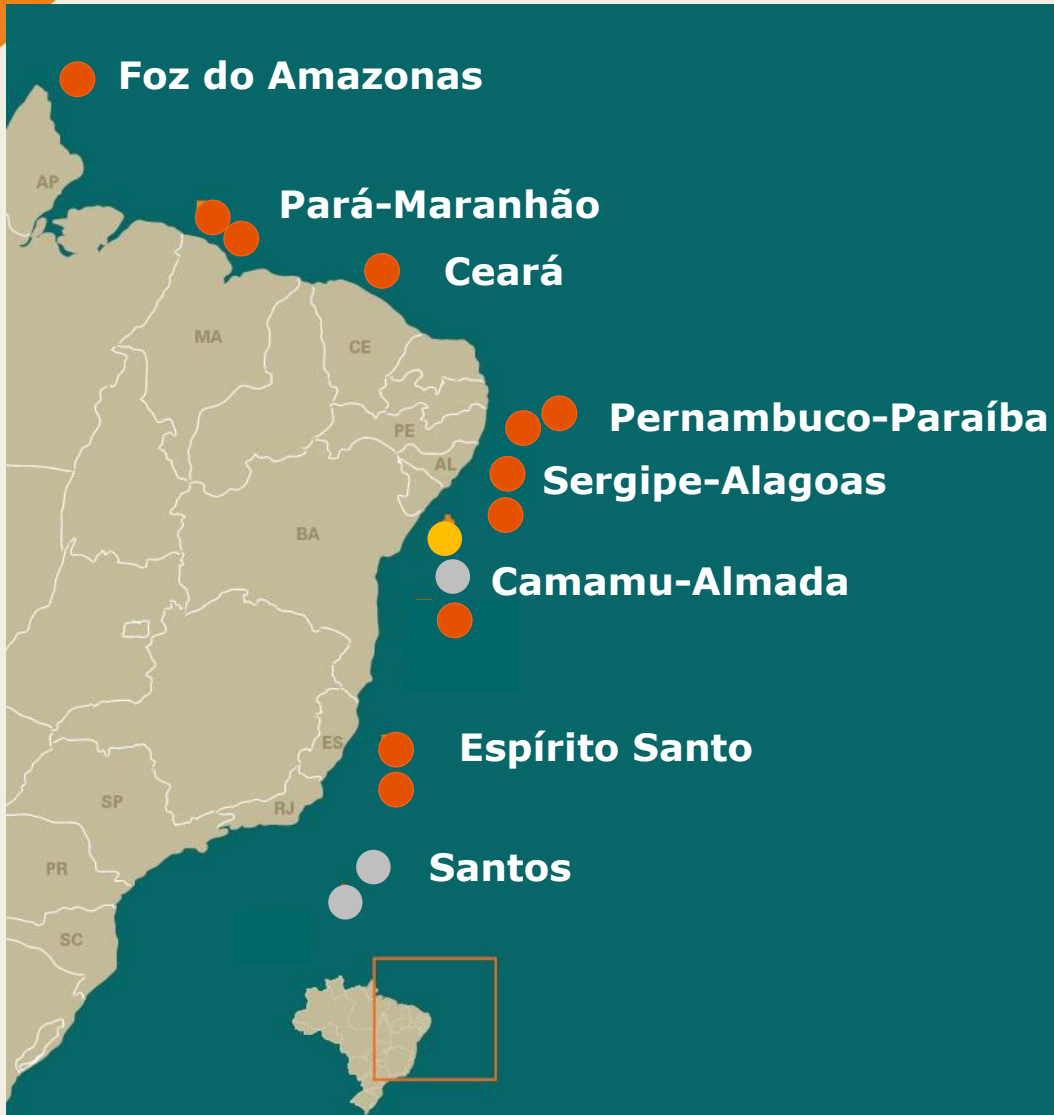 Foz do Amazonas
AP
Pará-Maranhão
Ceará
MA
CE
Pernambuco-Paraíba
PE
AL
Sergipe-Alagoas
BA
Camamu-Almada
ES
Espírito Santo
SP
RJ
PR
Santos
SC